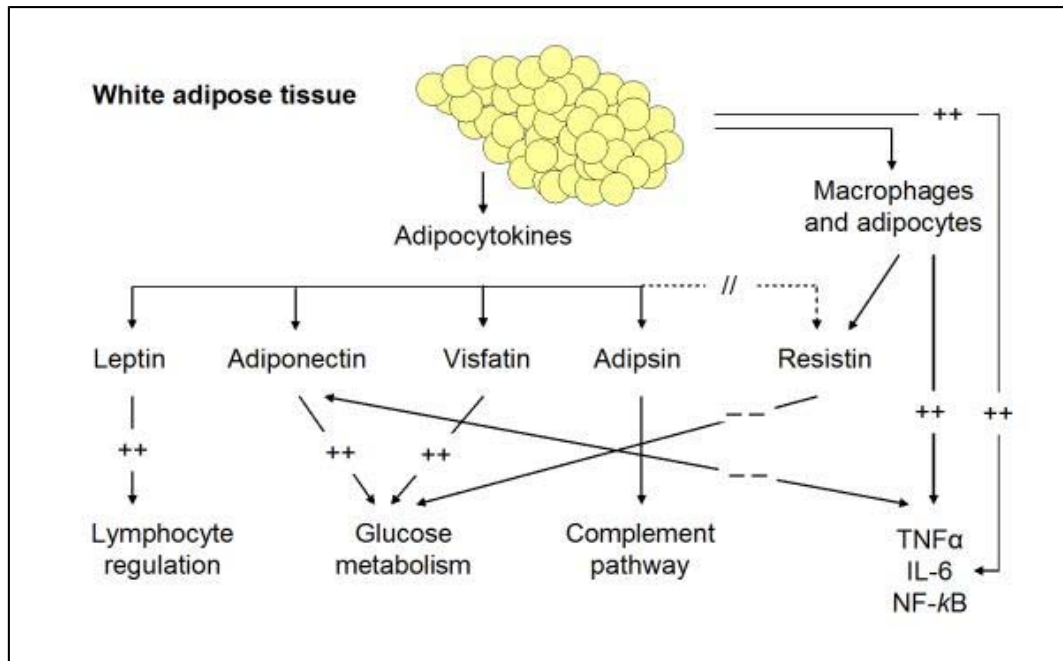 White adipose tissue
++
Macrophages
and adipocytes
Adipocytokines
//
Leptin
Adiponectin
Visfatin
Adipsin
Resistin
— —
++
++
++
++
++
— —
Lymphocyte
regulation
Glucose
metabolism
Complement
pathway
TNFα
IL-6
NF-kB